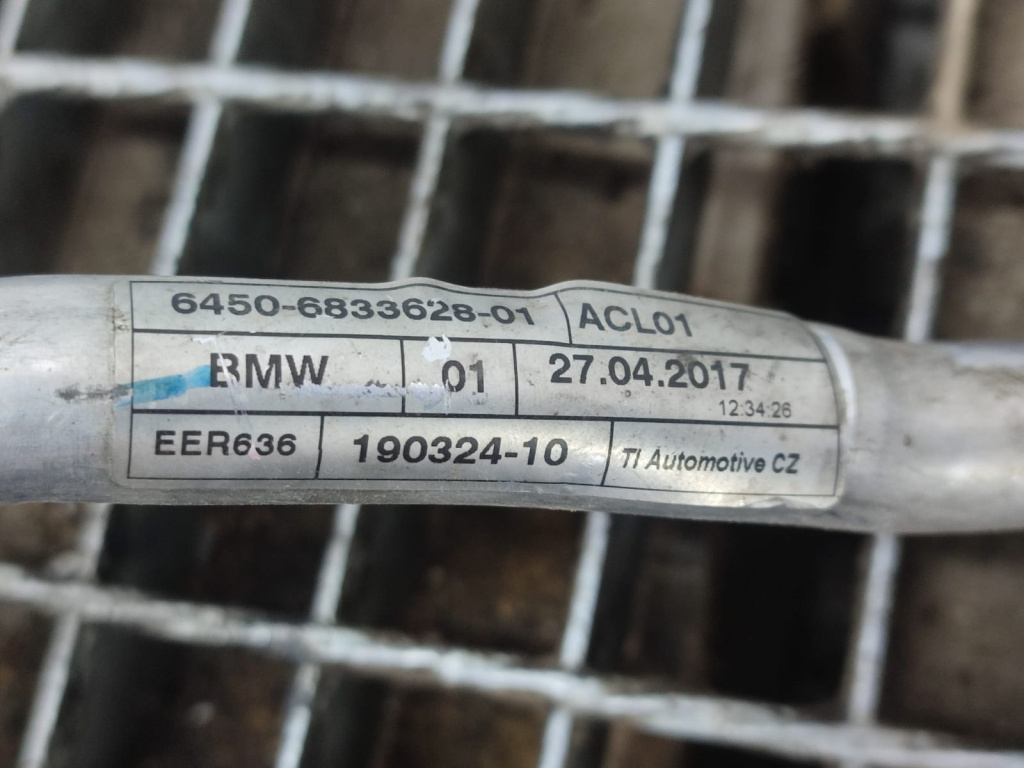 6450-6833628-01 ACL01
BMW 01 27.04.2017
12:34:26
EER636 190324-10 TI Automotive CZ